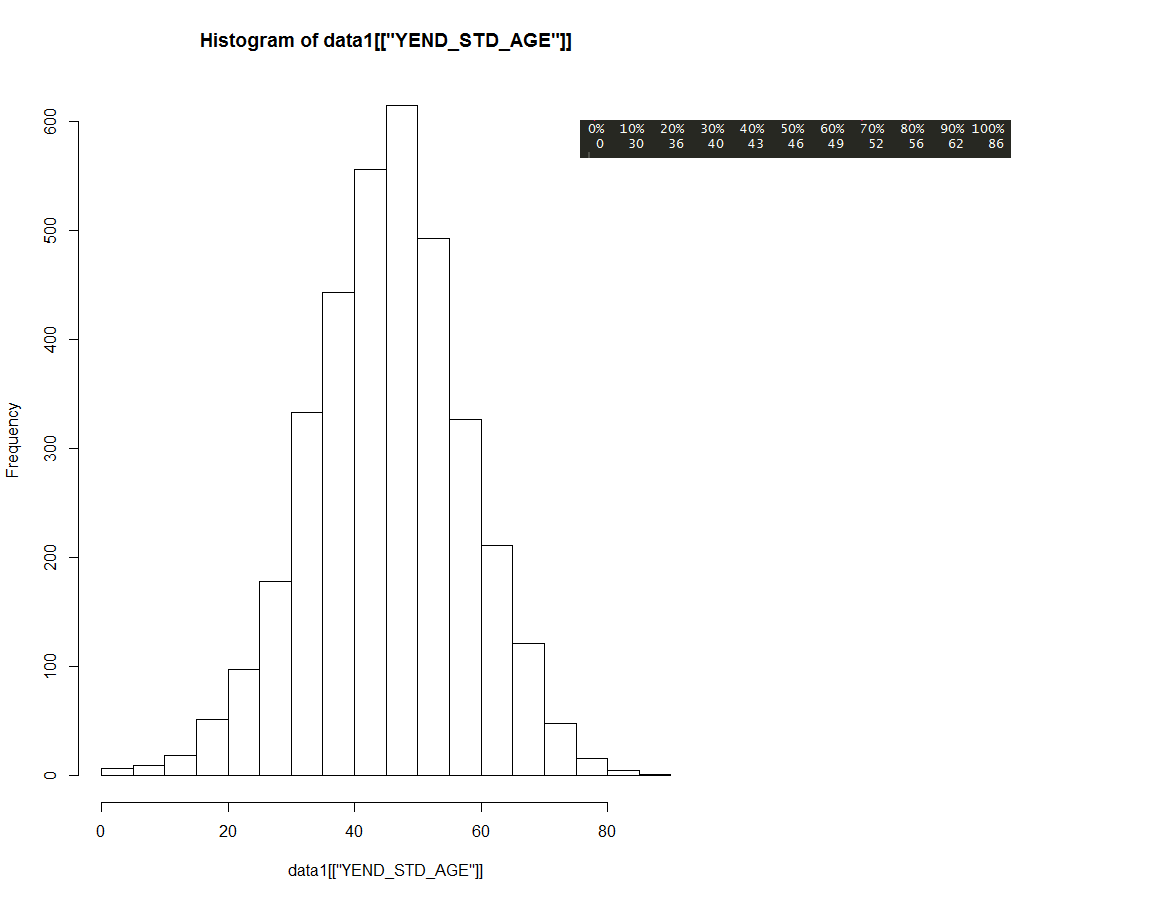 Histogram of data1[["YEND_STD_AGE"]]
0% 10% 20% 30% 40% 50% 60% 70% 80% 90% 100%
0 30 36 40 43 46 49 52 56 62 86
600
500
400
300
200
100
0
Frequency
0 20 40 60 80
data1[["YEND_STD_AGE"]]